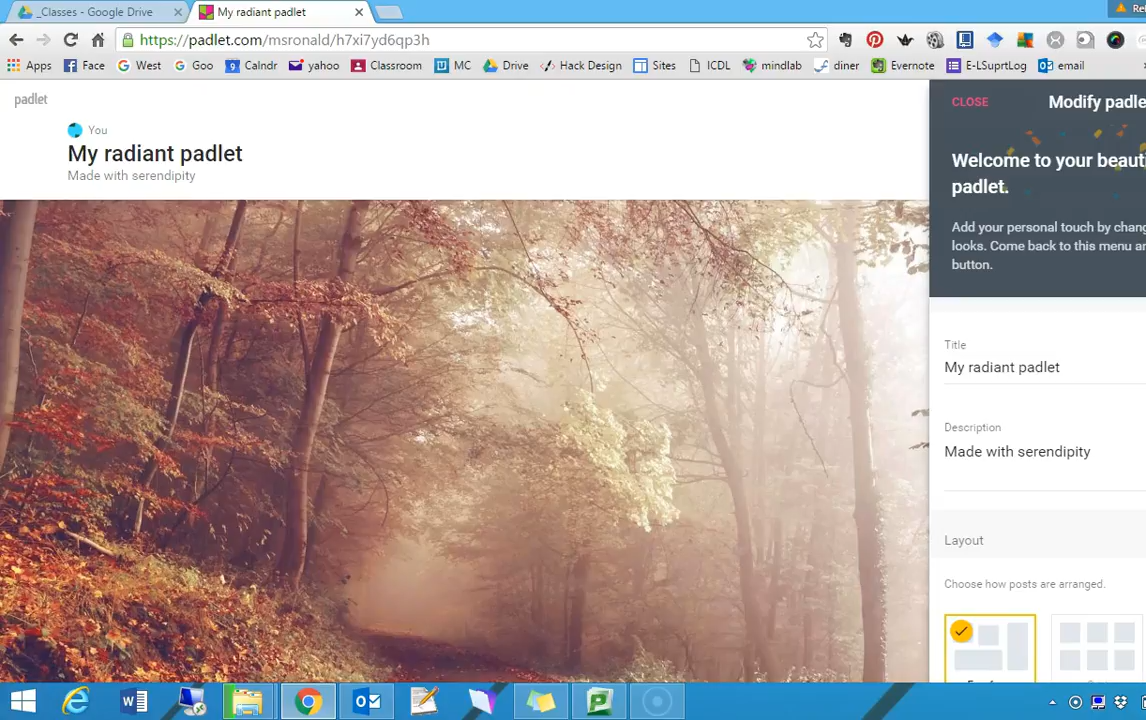 _Classes - Google Drive
My radiant padlet
https://padlet.com/msronald/h7xi7yd6qp3h
Apps Face West Goo Calndr yahoo Classroom MC Drive Hack Design Sites ICDL mindlab diner Evernote E-LSuprtLog email
padlet
You
My radiant padlet
Made with serendipity
CLOSE Modify padle
Welcome to your beauti
padlet.
Add your personal touch by chang
looks. Come back to this menu an
button.
Title
My radiant padlet
Description
Made with serendipity
Layout
Choose how posts are arranged.